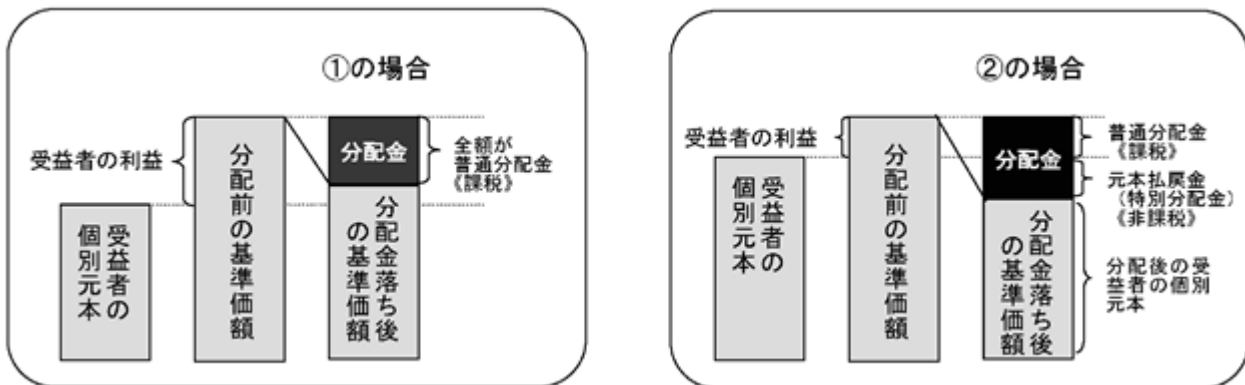 ①の場合
受益者の利益
受益者の
個別元本
分配前の基準価額
分配金
全額が
普通分配金
《課税》
分配金落ち後
の基準価額
②の場合
受益者の利益
受益者の
個別元本
分配前の基準価額
分配金
普通分配金
《課税》
元本払戻金
(特別分配金)
《非課税》
分配金落ち後
の基準価額
分配後の受
益者の個別
元本